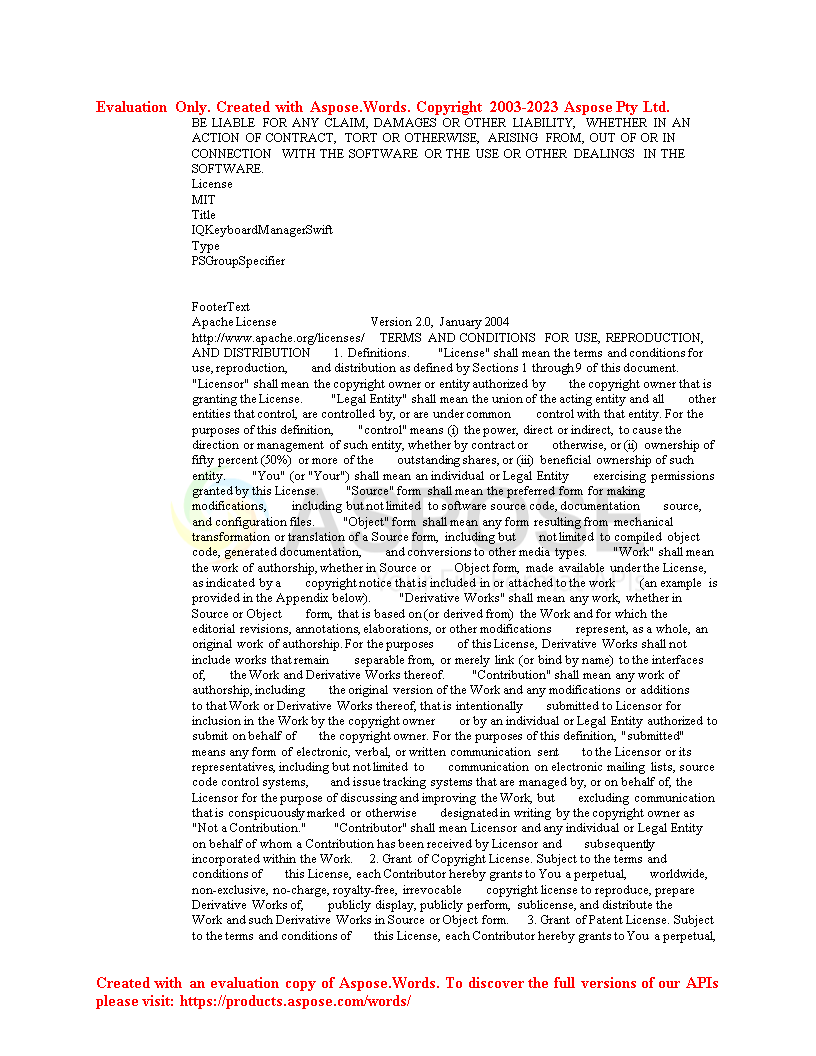 Evaluation Only. Created with Aspose.Words. Copyright 2003-2023 Aspose Pty Ltd.
BE LIABLE FOR ANY CLAIM, DAMAGES OR OTHER LIABILITY, WHETHER IN AN
ACTION OF CONTRACT, TORT OR OTHERWISE, ARISING FROM, OUT OF OR IN
CONNECTION WITH THE SOFTWARE OR THE USE OR OTHER DEALINGS IN THE
SOFTWARE.
License
MIT
Title
IQKeyboardManagerSwift
Type
PSGroupSpecifier
FooterText
Apache License Version 2.0, January 2004
http://www.apache.org/licenses/ TERMS AND CONDITIONS FOR USE, REPRODUCTION,
AND DISTRIBUTION 1. Definitions. "License" shall mean the terms and conditions for
use, reproduction, and distribution as defined by Sections 1 through 9 of this document.
"Licensor" shall mean the copyright owner or entity authorized by the copyright owner that is
granting the License. "Legal Entity" shall mean the union of the acting entity and all other
entities that control, are controlled by, or are under common control with that entity. For the
purposes of this definition, "control" means (i) the power, direct or indirect, to cause the
direction or management of such entity, whether by contract or otherwise, or (ii) ownership of
fifty percent (50%) or more of the outstanding shares, or (iii) beneficial ownership of such
entity. "You" (or "Your") shall mean an individual or Legal Entity exercising permissions
granted by this License. "Source" form shall mean the preferred form for making
modifications, including but not limited to software source code, documentation source,
and configuration files. "Object" form shall mean any form resulting from mechanical
transformation or translation of a Source form, including but not limited to compiled object
code, generated documentation, and conversions to other media types. "Work" shall mean
the work of authorship, whether in Source or Object form, made available under the License,
as indicated by a copyright notice that is included in or attached to the work (an example is
provided in the Appendix below). "Derivative Works" shall mean any work, whether in
Source or Object form, that is based on (or derived from) the Work and for which the
editorial revisions, annotations, elaborations, or other modifications represent, as a whole, an
original work of authorship. For the purposes of this License, Derivative Works shall not
include works that remain separable from, or merely link (or bind by name) to the interfaces
of, the Work and Derivative Works thereof. "Contribution" shall mean any work of
authorship, including the original version of the Work and any modifications or additions
to that Work or Derivative Works thereof, that is intentionally submitted to Licensor for
inclusion in the Work by the copyright owner or by an individual or Legal Entity authorized to
submit on behalf of the copyright owner. For the purposes of this definition, "submitted"
means any form of electronic, verbal, or written communication sent to the Licensor or its
representatives, including but not limited to communication on electronic mailing lists, source
code control systems, and issue tracking systems that are managed by, or on behalf of, the
Licensor for the purpose of discussing and improving the Work, but excluding communication
that is conspicuously marked or otherwise designated in writing by the copyright owner as
"Not a Contribution." "Contributor" shall mean Licensor and any individual or Legal Entity
on behalf of whom a Contribution has been received by Licensor and subsequently
incorporated within the Work. 2. Grant of Copyright License. Subject to the terms and
conditions of this License, each Contributor hereby grants to You a perpetual, worldwide,
non-exclusive, no-charge, royalty-free, irrevocable copyright license to reproduce, prepare
Derivative Works of, publicly display, publicly perform, sublicense, and distribute the
Work and such Derivative Works in Source or Object form. 3. Grant of Patent License. Subject
to the terms and conditions of this License, each Contributor hereby grants to You a perpetual,
Created with an evaluation copy of Aspose.Words. To discover the full versions of our APIs
please visit: https://products.aspose.com/words/
ASPOSE